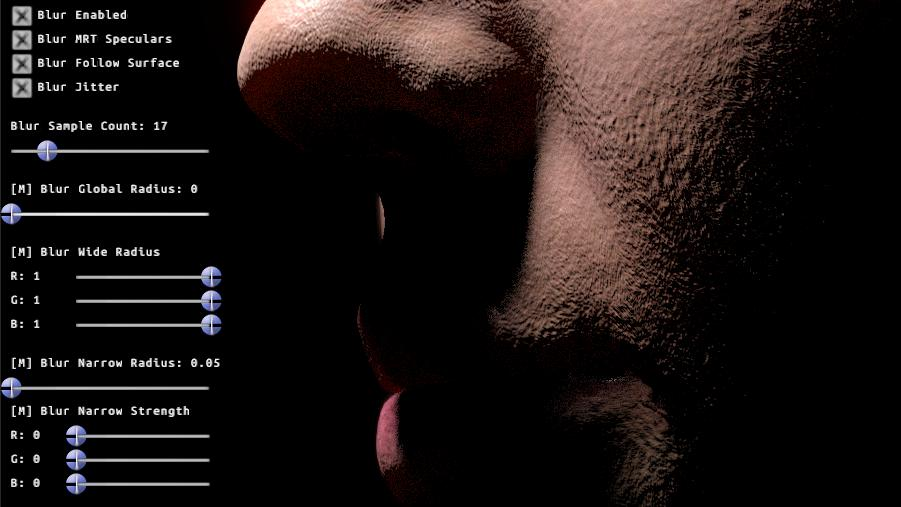 Blur Enabled
Blur MRT Speculars
Blur Follow Surface
Blur Jitter
Blur Sample Count: 17
[M] Blur Global Radius: 0
[M] Blur Wide Radius
R: 1
G: 1
B: 1
[M] Blur Narrow Radius: 0.05
[M] Blur Narrow Strength
R: 0
G: 0
B: 0